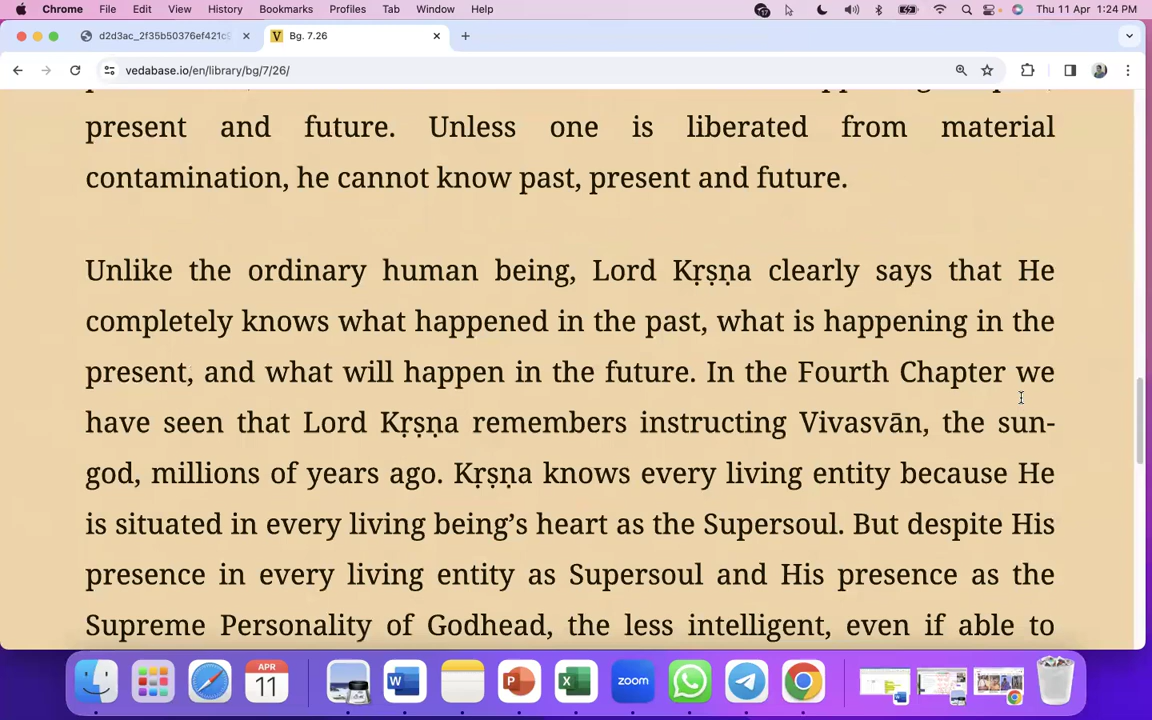 Chrome File Edit View History Bookmarks Profiles Tab Window Help Thu 11 Apr 1:24 PM
d2d3ac_2f35b50376ef421c Bg. 7.26
vedabase.io/en/library/bg/7/26/
present and future. Unless one is liberated from material
contamination, he cannot know past, present and future.
Unlike the ordinary human being, Lord Kṛṣṇa clearly says that He
completely knows what happened in the past, what is happening in the
present, and what will happen in the future. In the Fourth Chapter we
have seen that Lord Kṛṣṇa remembers instructing Vivasvān, the sun-
god, millions of years ago. Kṛṣṇa knows every living entity because He
is situated in every living being’s heart as the Supersoul. But despite His
presence in every living entity as Supersoul and His presence as the
Supreme Personality of Godhead, the less intelligent, even if able to
APR
11
zoom